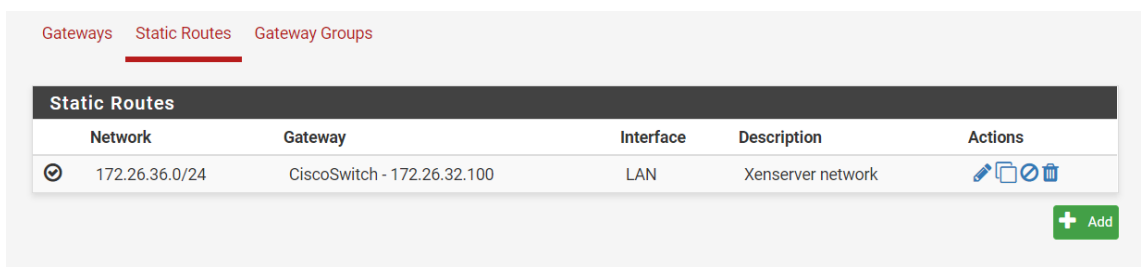 Gateways Static Routes Gateway Groups
Static Routes
Network Gateway Interface Description Actions
172.26.36.0/24 CiscoSwitch - 172.26.32.100 LAN Xenserver network
Add